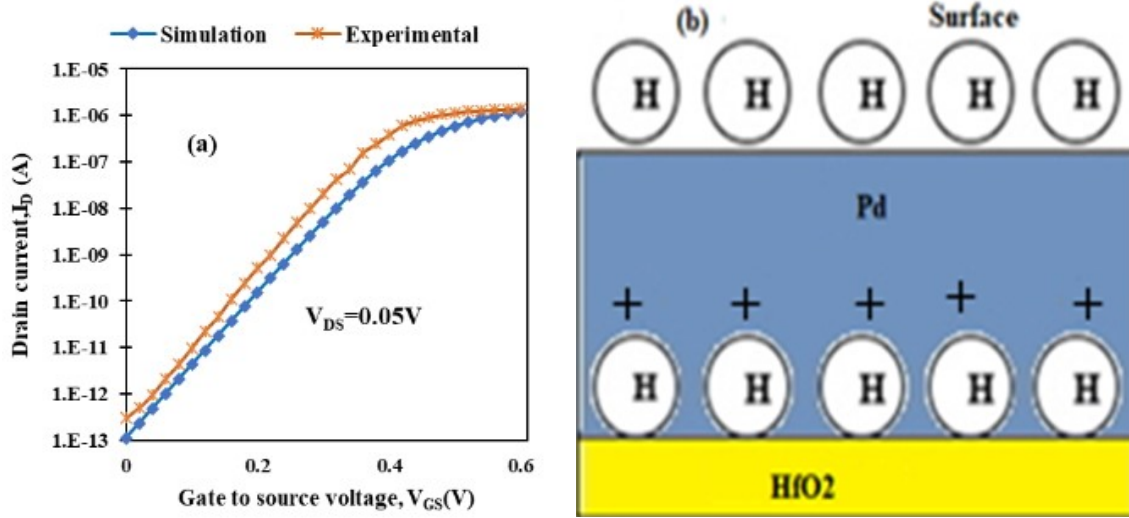 Simulation Experimental
1.E-05
1.E-06
1.E-07
1.E-08
1.E-09
1.E-10
1.E-11
1.E-12
1.E-13
Drain current,I_D (A)
(a)
V_DS=0.05V
0 0.2 0.4 0.6
Gate to source voltage, V_GS(V)
(b) Surface
H H H H H
Pd
+ + + + +
H H H H H
HfO2